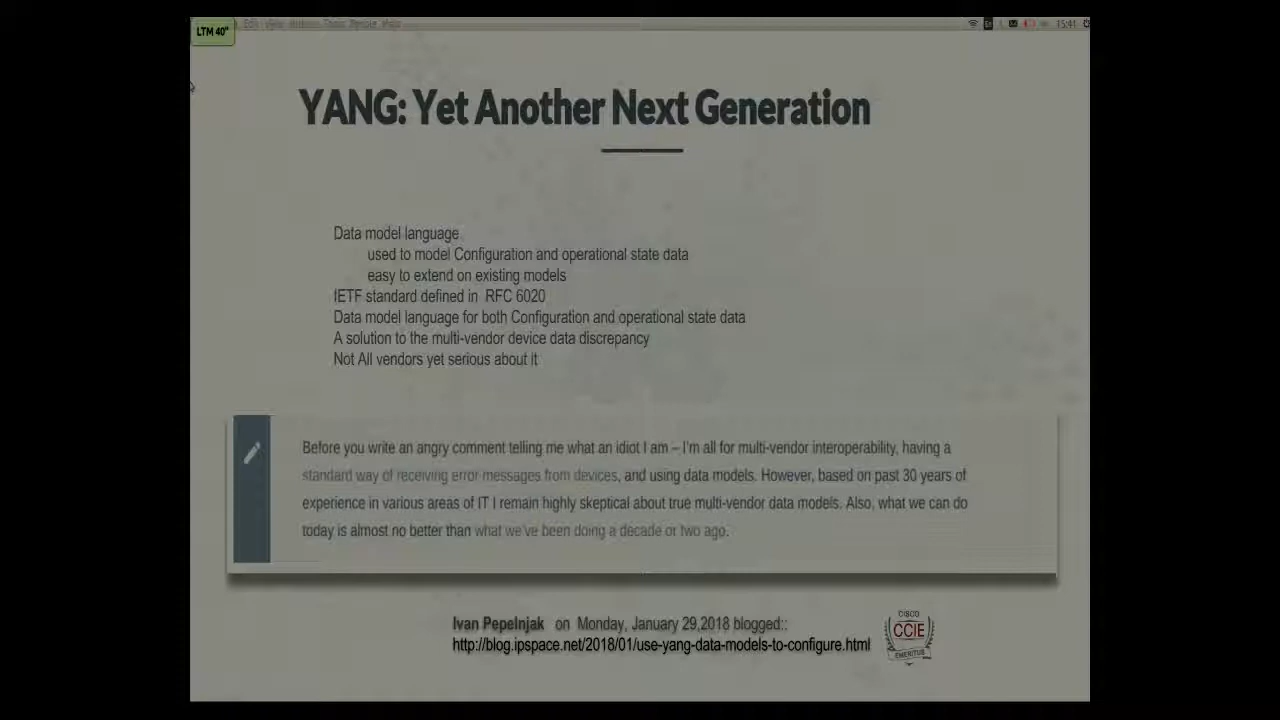 LTM 40"
15:41
YANG: Yet Another Next Generation
Data model language
used to model Configuration and operational state data
easy to extend on existing models
IETF standard defined in RFC 6020
Data model language for both Configuration and operational state data
A solution to the multi-vendor device data discrepancy
Not All vendors yet serious about it
Before you write an angry comment telling me what an idiot I am – I'm all for multi-vendor interoperability, having a
standard way of receiving error messages from devices, and using data models. However, based on past 30 years of
experience in various areas of IT I remain highly skeptical about true multi-vendor data models. Also, what we can do
today is almost no better than what we've been doing a decade or two ago.
Ivan Pepelnjak on Monday, January 29,2018 blogged::
http://blog.ipspace.net/2018/01/use-yang-data-models-to-configure.html
CISCO
CCIE
EMERITUS